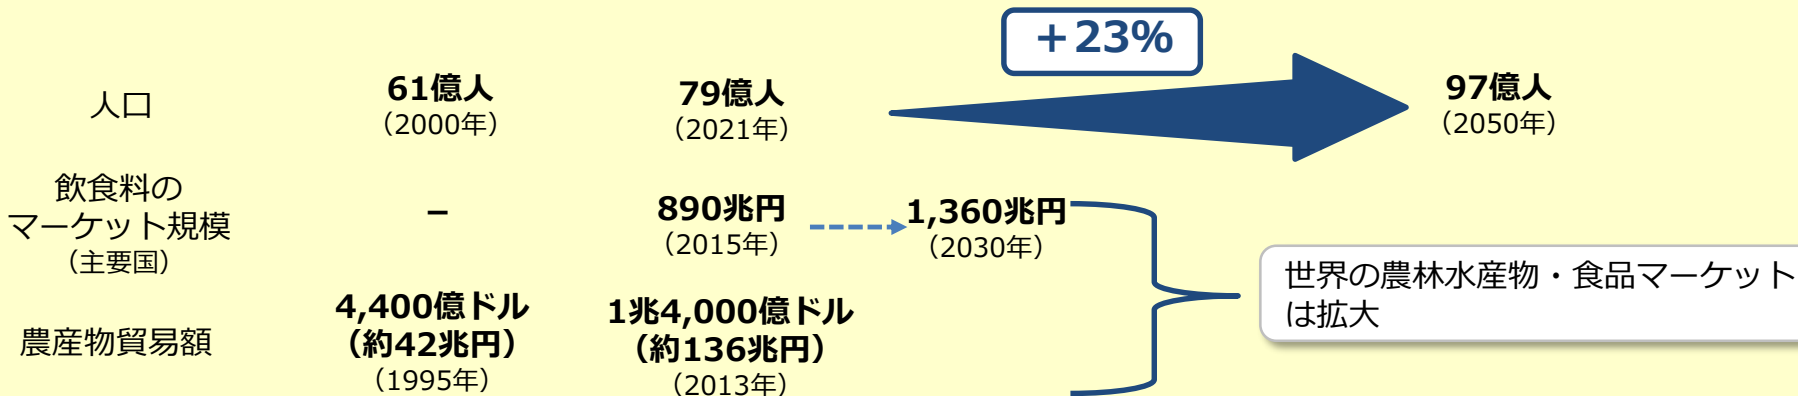 +23%
人口
61億人
（2000年）
79億人
（2021年）
97億人
（2050年）
飲食料の
マーケット規模
（主要国）
–
890兆円
（2015年）
1,360兆円
（2030年）
世界の農林水産物・食品マーケット
は拡大
農産物貿易額
4,400億ドル
（約42兆円）
（1995年）
1兆4,000億ドル
（約136兆円）
（2013年）